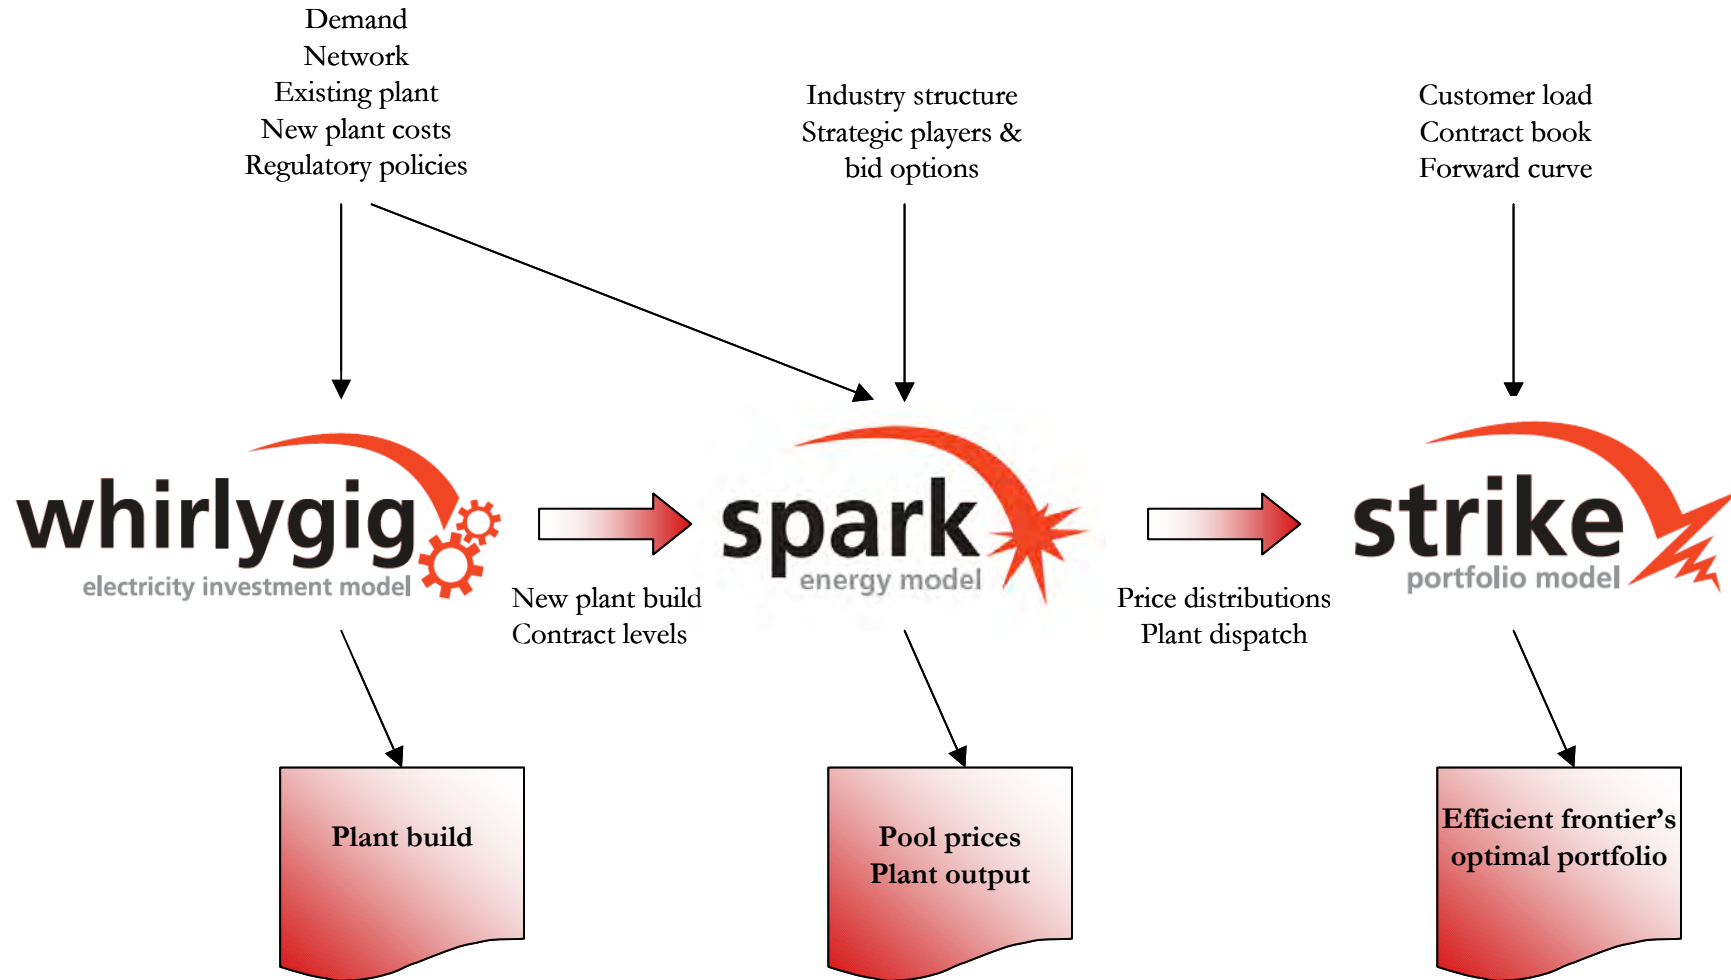 Demand
Network
Existing plant
New plant costs
Regulatory policies
Industry structure
Strategic players &
bid options
Customer load
Contract book
Forward curve
whirlygig
electricity investment model
New plant build
Contract levels
spark
energy model
Price distributions
Plant dispatch
strike
portfolio model
Plant build
Pool prices
Plant output
Efficient frontier’s
optimal portfolio